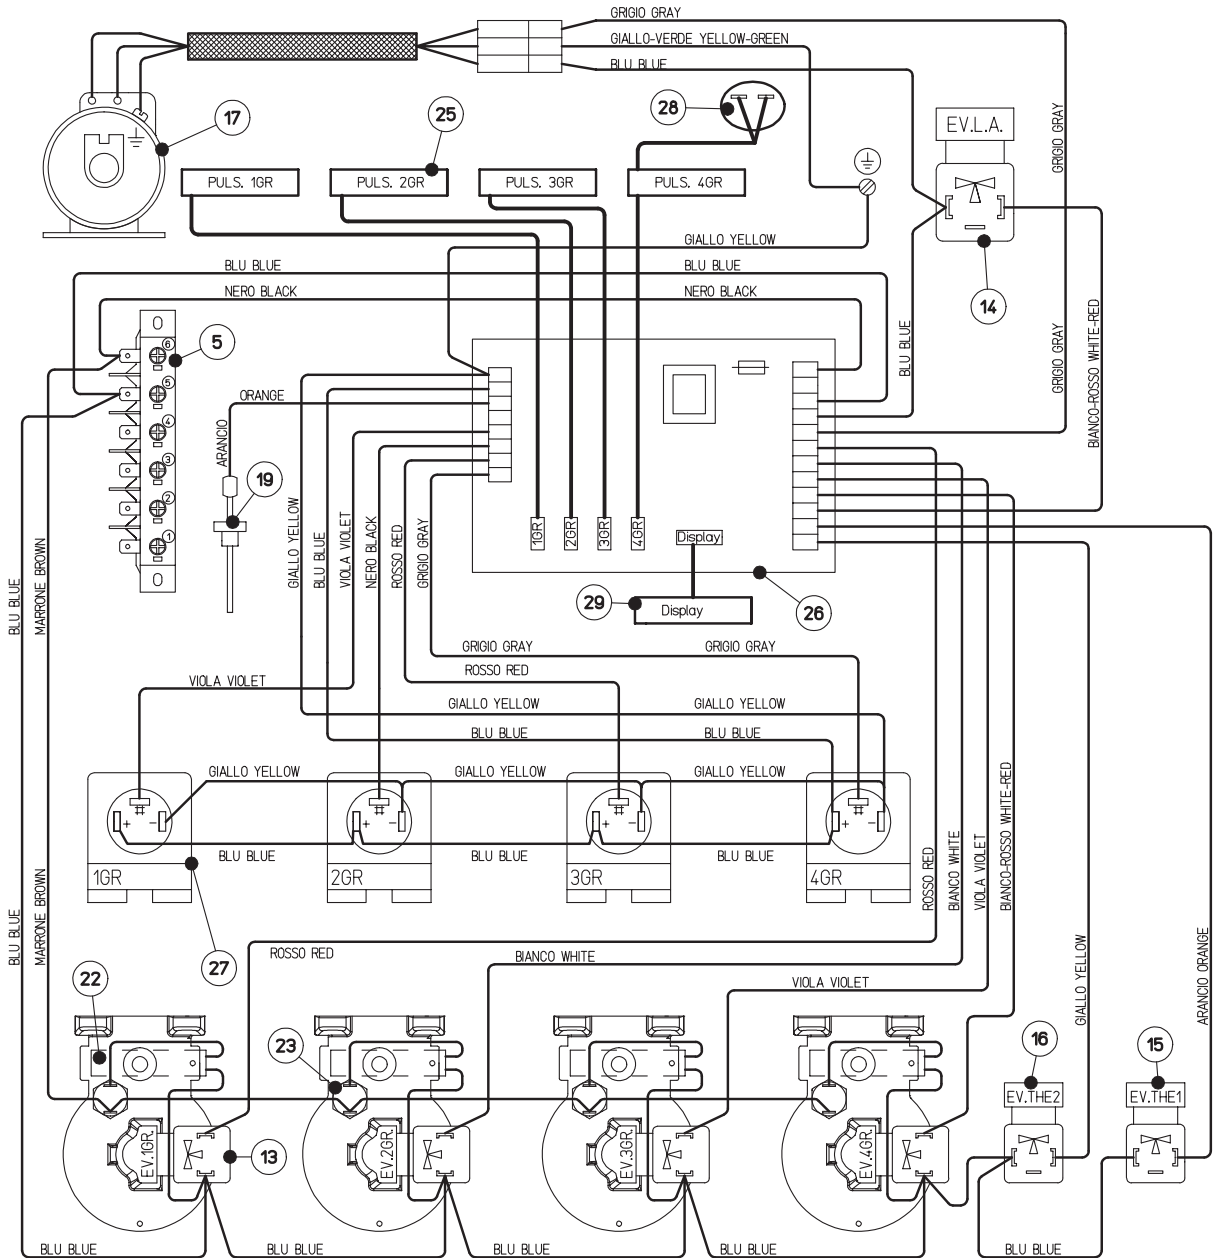 GRIGIO GRAY
GIALLO-VERDE YELLOW-GREEN
BLU BLUE
17
25
28
EV.L.A.
GRIGIO GRAY
PULS. 1GR
PULS. 2GR
PULS. 3GR
PULS. 4GR
GIALLO YELLOW
BLU BLUE
BLU BLUE
NERO BLACK
NERO BLACK
14
5
6
5
4
3
2
1
ORANGE
ARANCIO
19
BLU BLUE
GRIGIO GRAY
BIANCO-ROSSO WHITE-RED
BLU BLUE
MARRONE BROWN
GIALLO YELLOW
BLU BLUE
VIOLA VIOLET
NERO BLACK
ROSSO RED
GRIGIO GRAY
1GR
2GR
3GR
4GR
Display
29
Display
26
GRIGIO GRAY
GRIGIO GRAY
ROSSO RED
VIOLA VIOLET
GIALLO YELLOW
GIALLO YELLOW
BLU BLUE
BLU BLUE
GIALLO YELLOW
GIALLO YELLOW
GIALLO YELLOW
+ −
+ −
+ −
+ −
BLU BLUE
BLU BLUE
BLU BLUE
1GR
2GR
3GR
4GR
ROSSO RED
BIANCO WHITE
VIOLA VIOLET
BIANCO-ROSSO WHITE-RED
BLU BLUE
MARRONE BROWN
27
ROSSO RED
BIANCO WHITE
VIOLA VIOLET
GIALLO YELLOW
ARANCIO ORANGE
22
23
16
15
EV.THE2
EV.THE1
EV.1GR.
EV.2GR.
EV.3GR.
EV.4GR.
13
BLU BLUE
BLU BLUE
BLU BLUE
BLU BLUE
BLU BLUE